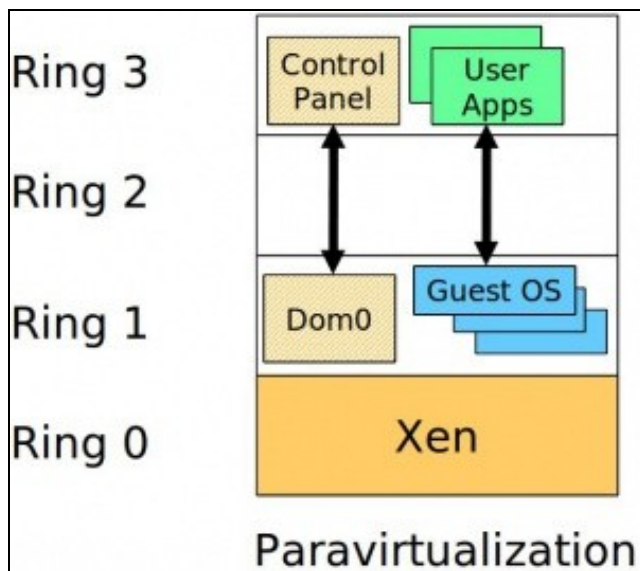 Ring 3
Control
Panel
User
Apps
Ring 2
Ring 1
Dom0
Guest OS
Ring 0
Xen
Paravirtualization